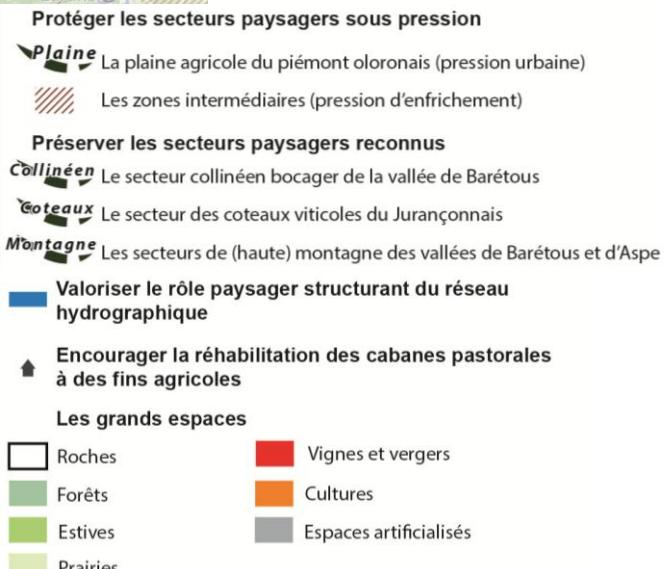 Protéger les secteurs paysagers sous pression
Plaine La plaine agricole du piémont oloronais (pression urbaine)
Les zones intermédiaires (pression d'enfrichement)
Préserver les secteurs paysagers reconnus
Collinéen Le secteur collinéen bocager de la vallée de Barétous
Coteaux Le secteur des coteaux viticoles du Jurançonnais
Montagne Les secteurs de (haute) montagne des vallées de Barétous et d'Aspe
Valoriser le rôle paysager structurant du réseau
hydrographique
Encourager la réhabilitation des cabanes pastorales
à des fins agricoles
Les grands espaces
Roches
Forêts
Estives
Prairies
Vignes et vergers
Cultures
Espaces artificialisés